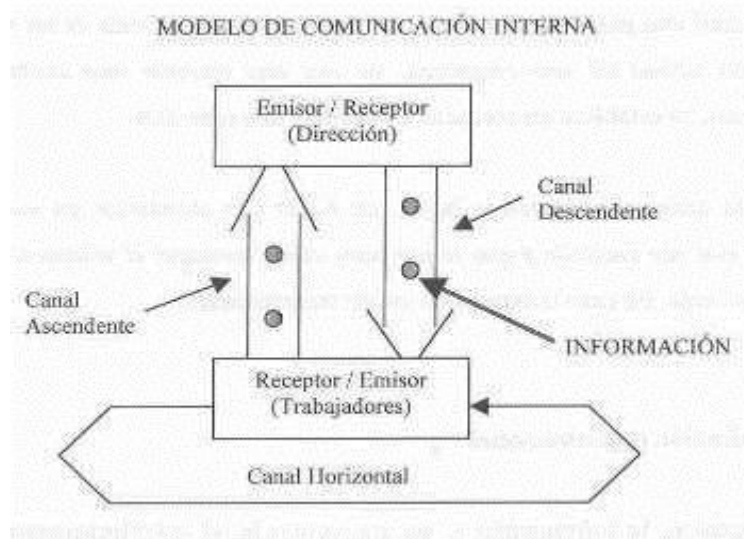 MODELO DE COMUNICACIÓN INTERNA
Emisor / Receptor
(Dirección)
Canal
Descendente
Canal
Ascendente
INFORMACIÓN
Receptor / Emisor
(Trabajadores)
Canal Horizontal